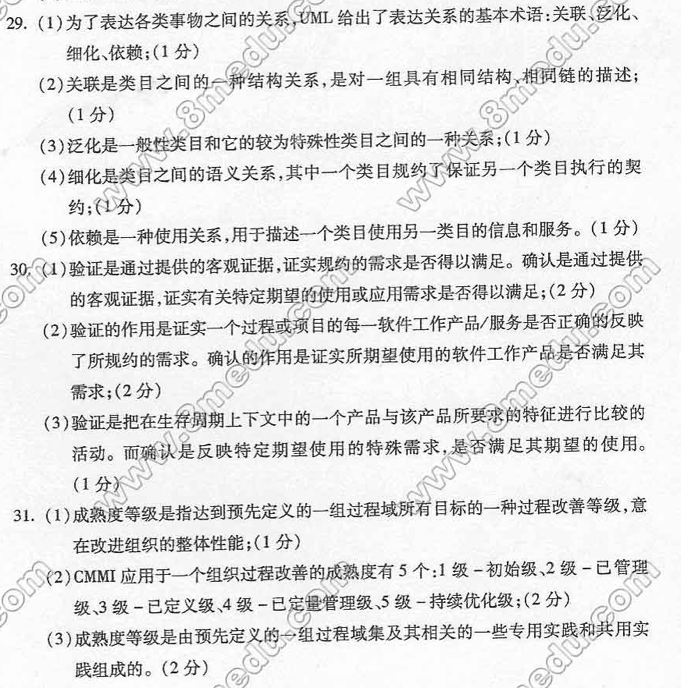 29. (1)为了表达各类事物之间的关系,UML 给出了表达关系的基本术语:关联、泛化、
细化、依赖;(1 分)
(2)关联是类目之间的一种结构关系,是对一组具有相同结构、相同链的描述;
(1 分)
(3)泛化是一般性类目和它的较为特殊性类目之间的一种关系;(1 分)
(4)细化是类目之间的语义关系,其中一个类目规约了保证另一个类目执行的契
约;(1 分)
(5)依赖是一种使用关系,用于描述一个类目使用另一类目的信息和服务。(1 分)
30. (1)验证是通过提供的客观证据,证实规约的需求是否得以满足。确认是通过提供
的客观证据,证实有关特定期望的使用或应用需求是否得以满足;(2 分)
(2)验证的作用是证实一个过程或项目的每一软件工作产品/服务是否正确的反映
了所规约的需求。确认的作用是证实所期望使用的软件工作产品是否满足其
需求;(2 分)
(3)验证是把在生存周期上下文中的一个产品与该产品所要求的特征进行比较的
活动。而确认是反映特定期望使用的特殊需求,是否满足其期望的使用。
(1 分)
31. (1)成熟度等级是指达到预先定义的一组过程域所有目标的一种过程改善等级,意
在改进组织的整体性能;(1 分)
(2)CMMI 应用于一个组织过程改善的成熟度有 5 个:1 级－初始级、2 级－已管理
级、3 级－已定义级、4 级－已定量管理级、5 级－持续优化级;(2 分)
(3)成熟度等级是由预先定义的一组过程域集及其相关的一些专用实践和共用实
践组成的。(2 分)
www.8medu.com
www.8medu.com
www.8medu.com
www.8medu.com